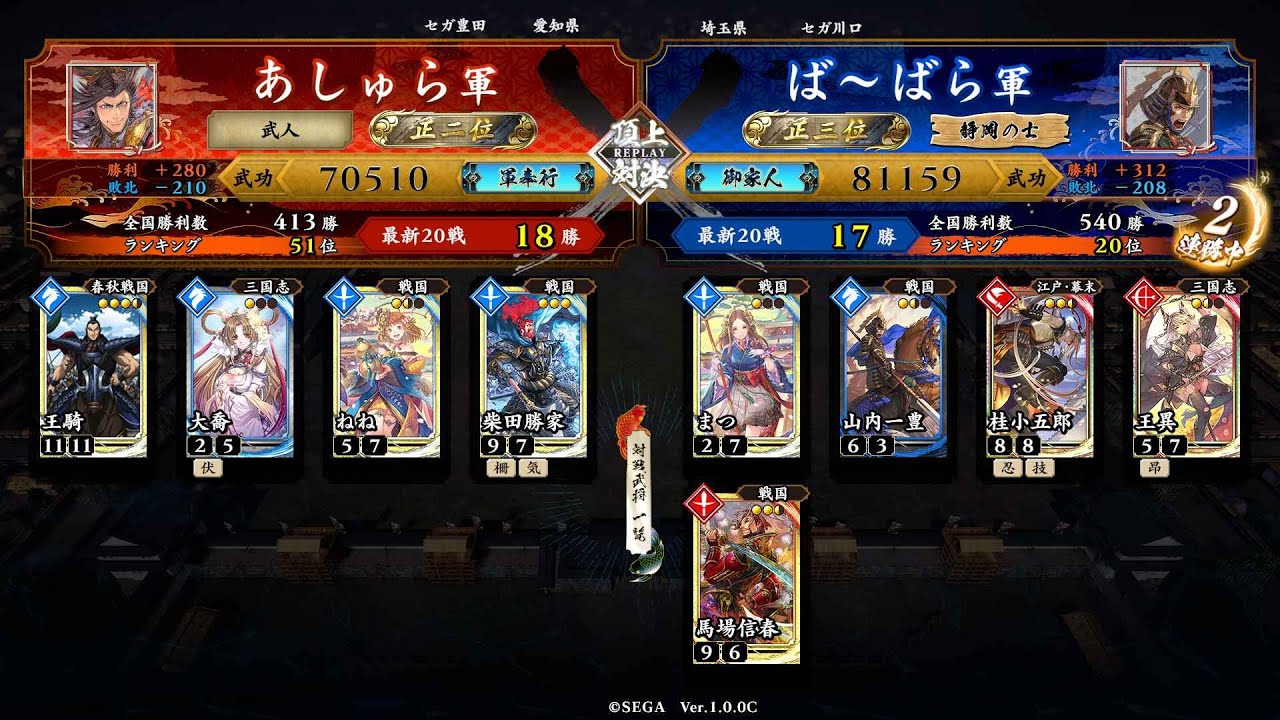 セガ豊田 愛知県
埼玉県 セガ川口
あしゅら軍
武人
正二位
勝利 +280
敗北 -210
武功 70510 軍奉行
全国勝利数 413勝
ランキング 51位
最新20戦 18勝
頂上
REPLAY
対決
ば～ばら軍
正三位
静岡の士
御家人 81159 武功
勝利 +312
敗北 -208
最新20戦 17勝
全国勝利数 540勝
ランキング 20位
2
連勝中
春秋戦国
王騎
11 11
三国志
大喬
2 5
伏
戦国
ねね
5 7
戦国
柴田勝家
9 7
柵 気
対戦武将一覧
戦国
まつ
2 7
戦国
山内一豊
6 3
江戸・幕末
桂小五郎
8 8
忍 技
三国志
王異
5 7
昴
戦国
馬場信春
9 6
©SEGA Ver.1.0.0C